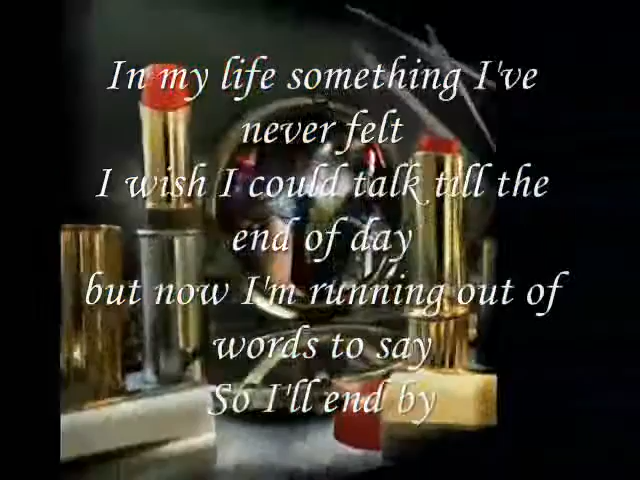 In my life something I've
never felt
I wish I could talk till the
end of day
but now I'm running out of
words to say
So I'll end by